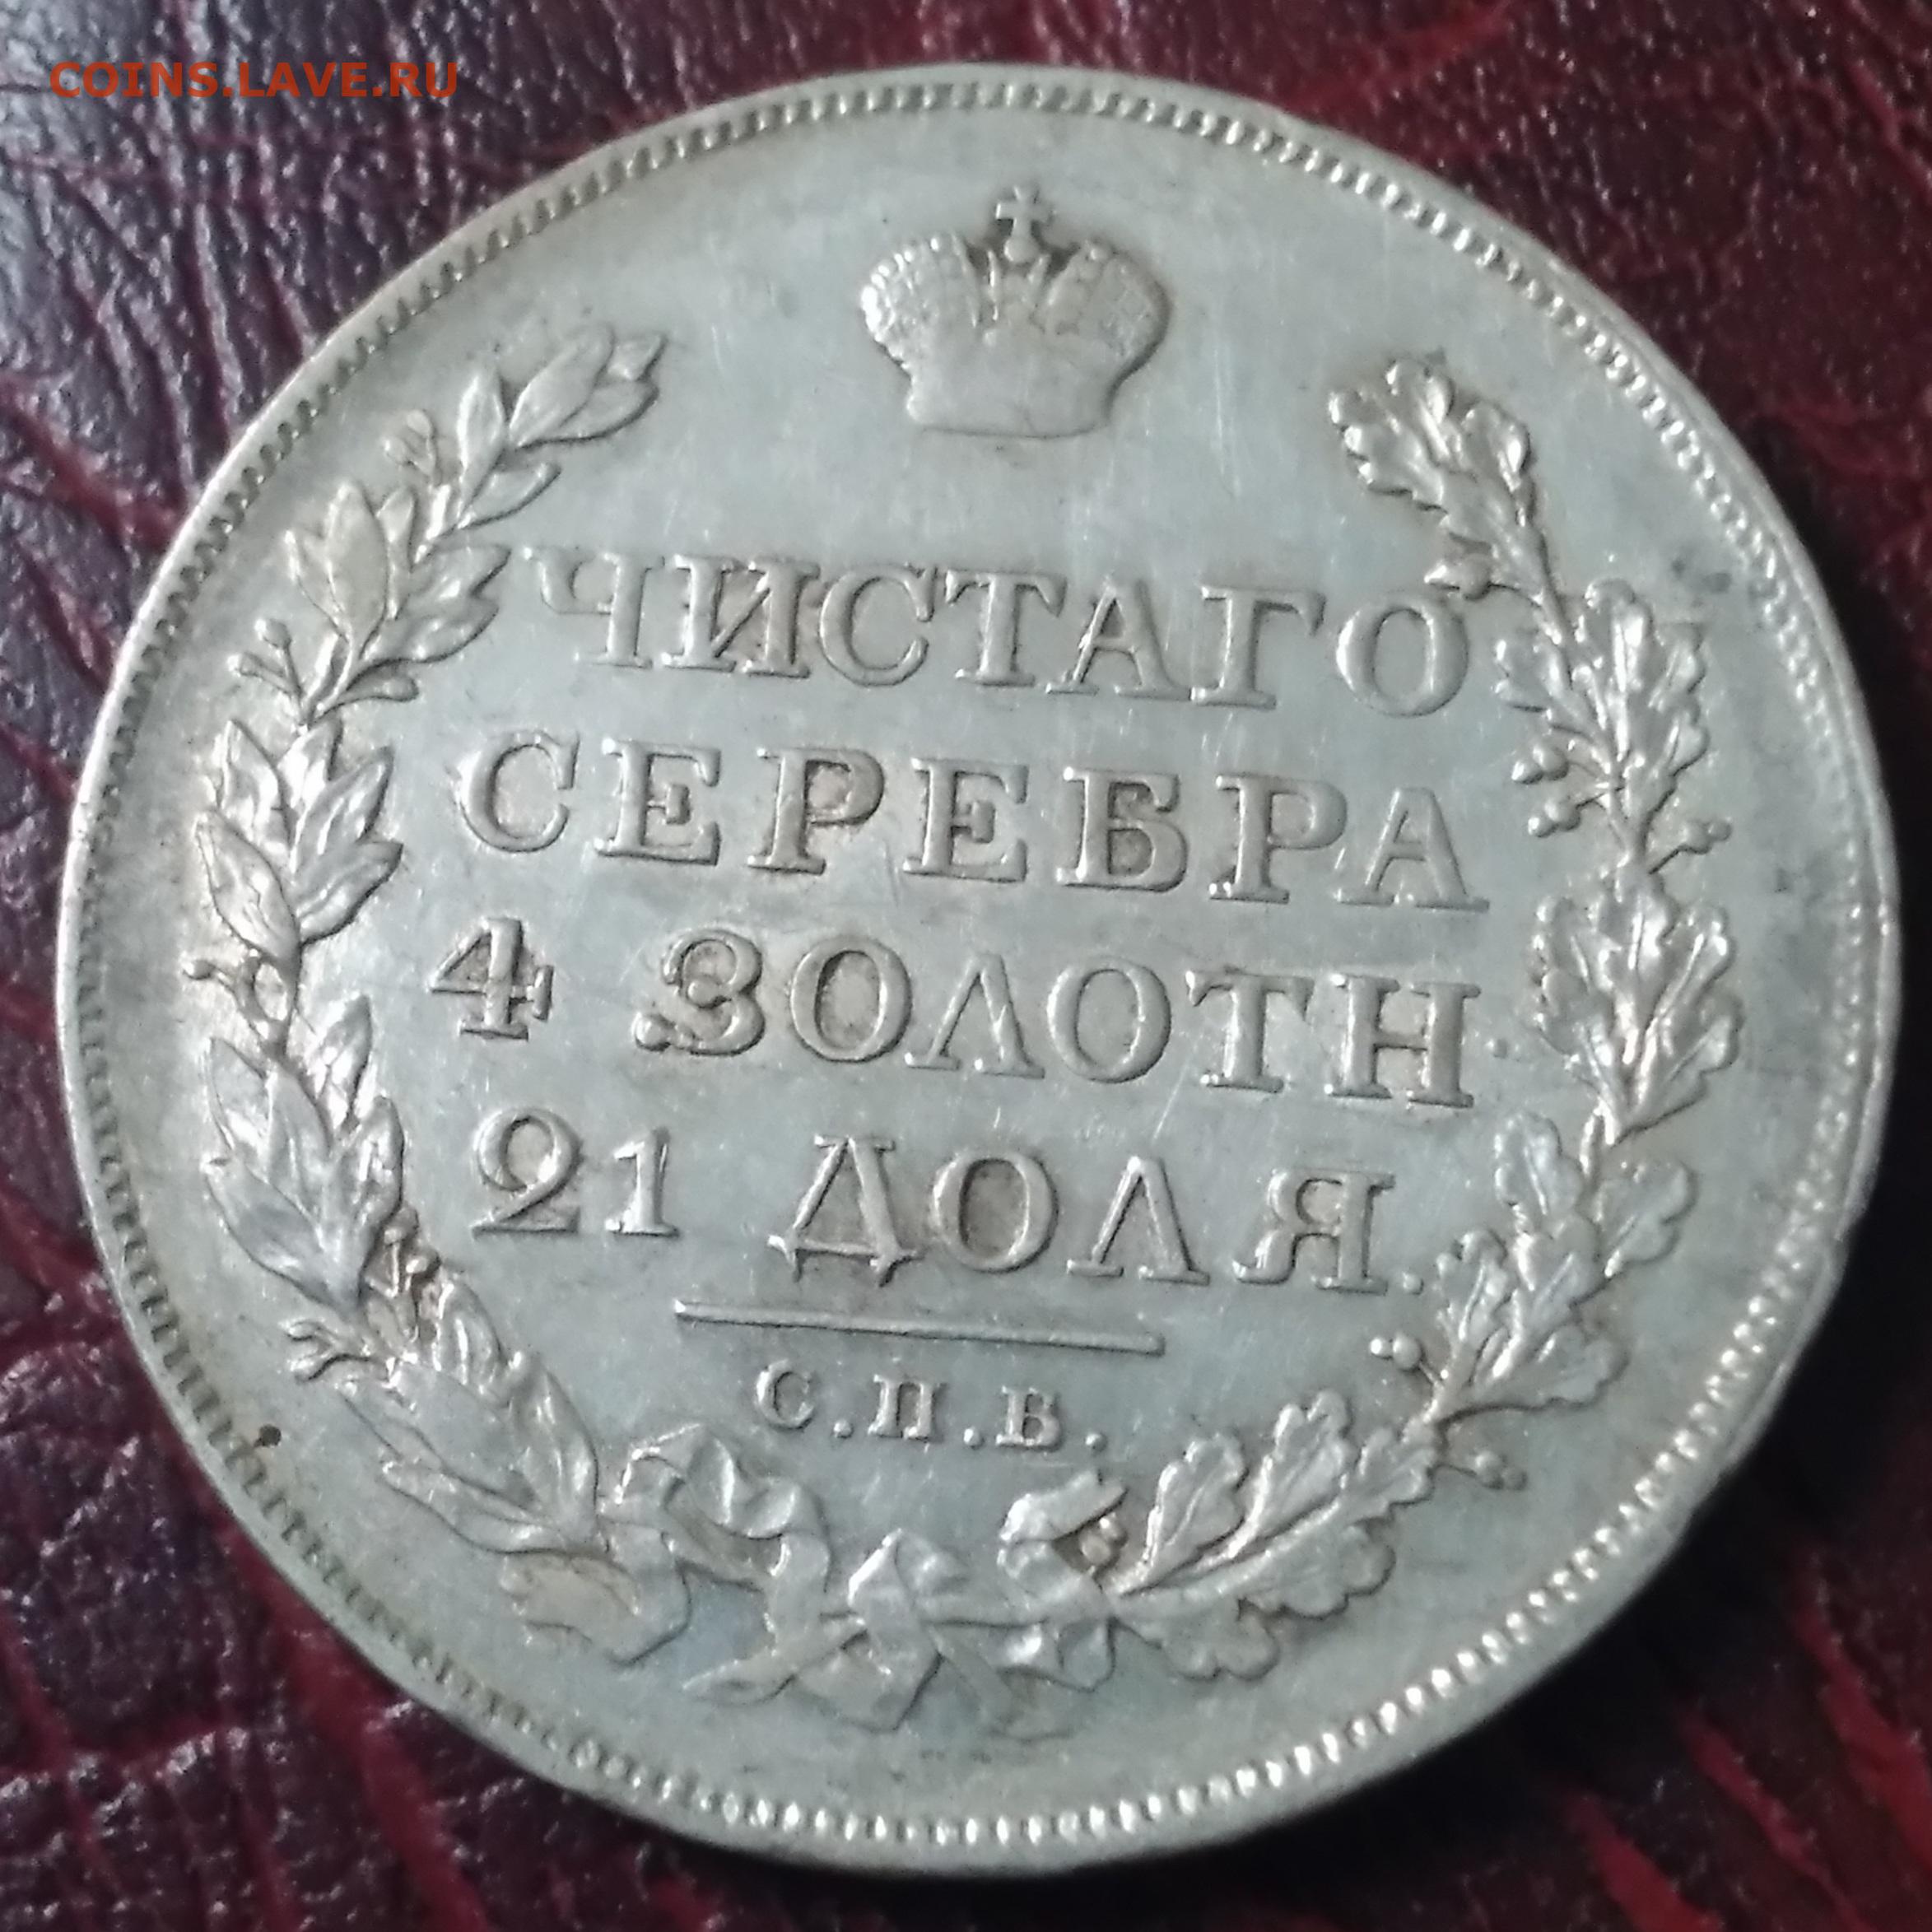 COINS.LAVE.RU
ЧИСТАГО
СЕРЕБРА
4 ЗОЛОТН.
21 ДОЛЯ.
С.П.Б.